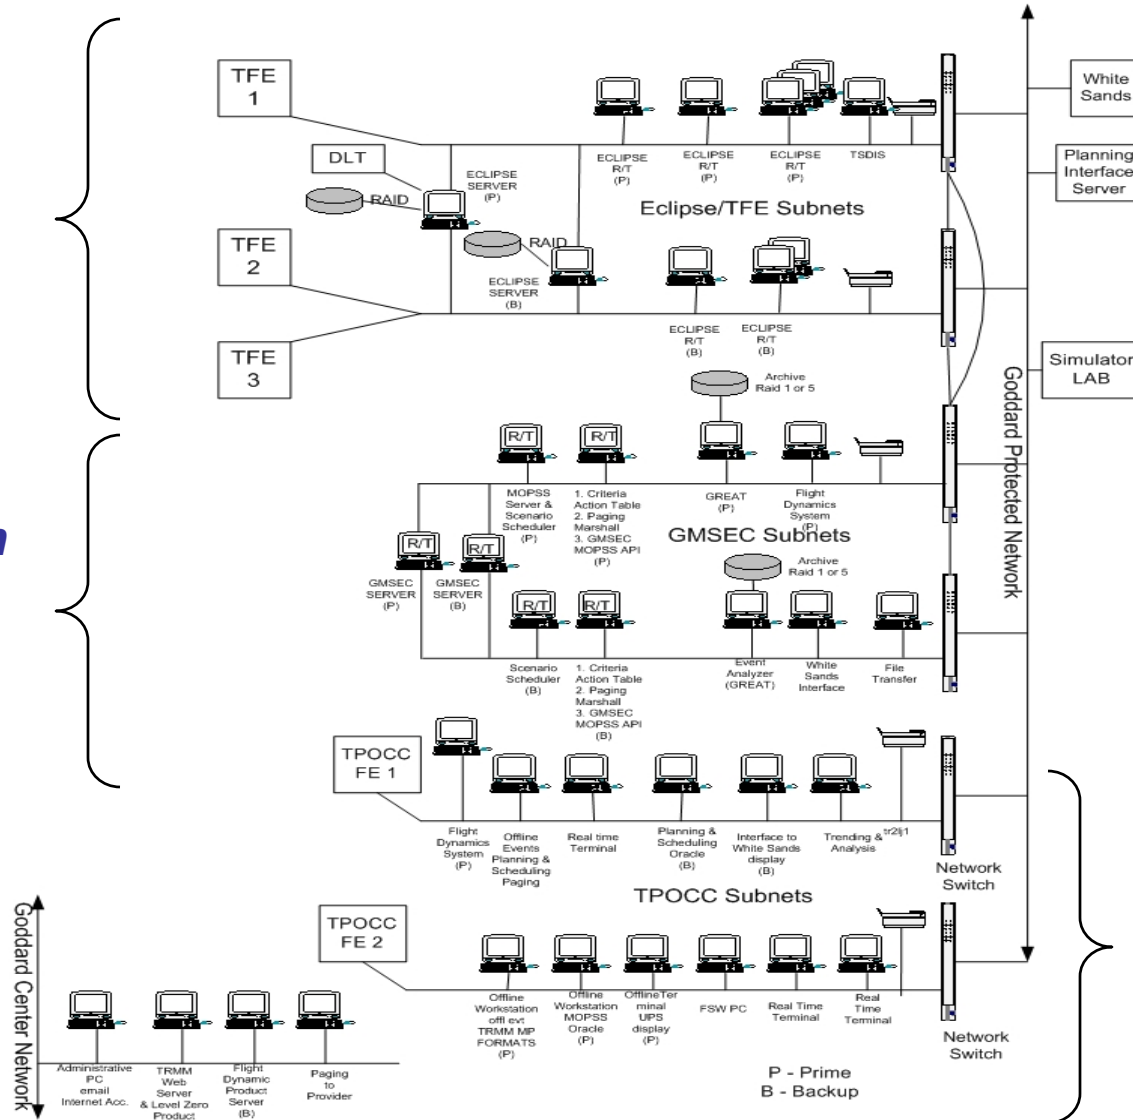 TFE
1
DLT
RAID
ECLIPSE
SERVER
(P)
ECLIPSE
R/T
(P)
ECLIPSE
R/T
(P)
ECLIPSE
R/T
(P)
TSDIS
White
Sands
Planning
Interface
Server
Eclipse/TFE Subnets
TFE
2
RAID
ECLIPSE
SERVER
(B)
ECLIPSE
R/T
(B)
ECLIPSE
R/T
(B)
TFE
3
Simulator
LAB
Goddard Protected Network
Archive
Raid 1 or 5
R/T
R/T
MOPSS
Server &
Scenario
Scheduler
(P)
1. Criteria
Action Table
2. Paging
Marshall
3. GMSEC
MOPSS API
(P)
GREAT
(P)
Flight
Dynamics
System
(P)
GMSEC Subnets
n
R/T
R/T
GMSEC
SERVER
(P)
GMSEC
SERVER
(B)
Archive
Raid 1 or 5
R/T
R/T
Scenario
Scheduler
(B)
1. Criteria
Action Table
2. Paging
Marshall
3. GMSEC
MOPSS API
(B)
Event
Analyzer
(GREAT)
White
Sands
Interface
File
Transfer
TPOCC
FE 1
Flight
Dynamics
System
(P)
Offline
Events
Planning &
Scheduling
Paging
Real time
Terminal
Planning &
Scheduling
Oracle
(B)
Interface to
White Sands
display
(B)
Trending &
Analysis
tr2lj1
Network
Switch
TPOCC Subnets
TPOCC
FE 2
Offline
Workstation
offl evt
TRMM MP
FORMATS
(P)
Offline
Workstation
MOPSS
Oracle
(P)
OfflineTer
minal
UPS
display
(P)
FSW PC
Real Time
Terminal
Real
Time
Terminal
Network
Switch
Goddard Center Network
Administrative
PC
email
Internet Acc.
TRMM
Web
Server
& Level Zero
Product
Flight
Dynamic
Product
Server
(B)
Paging
to
Provider
P - Prime
B - Backup